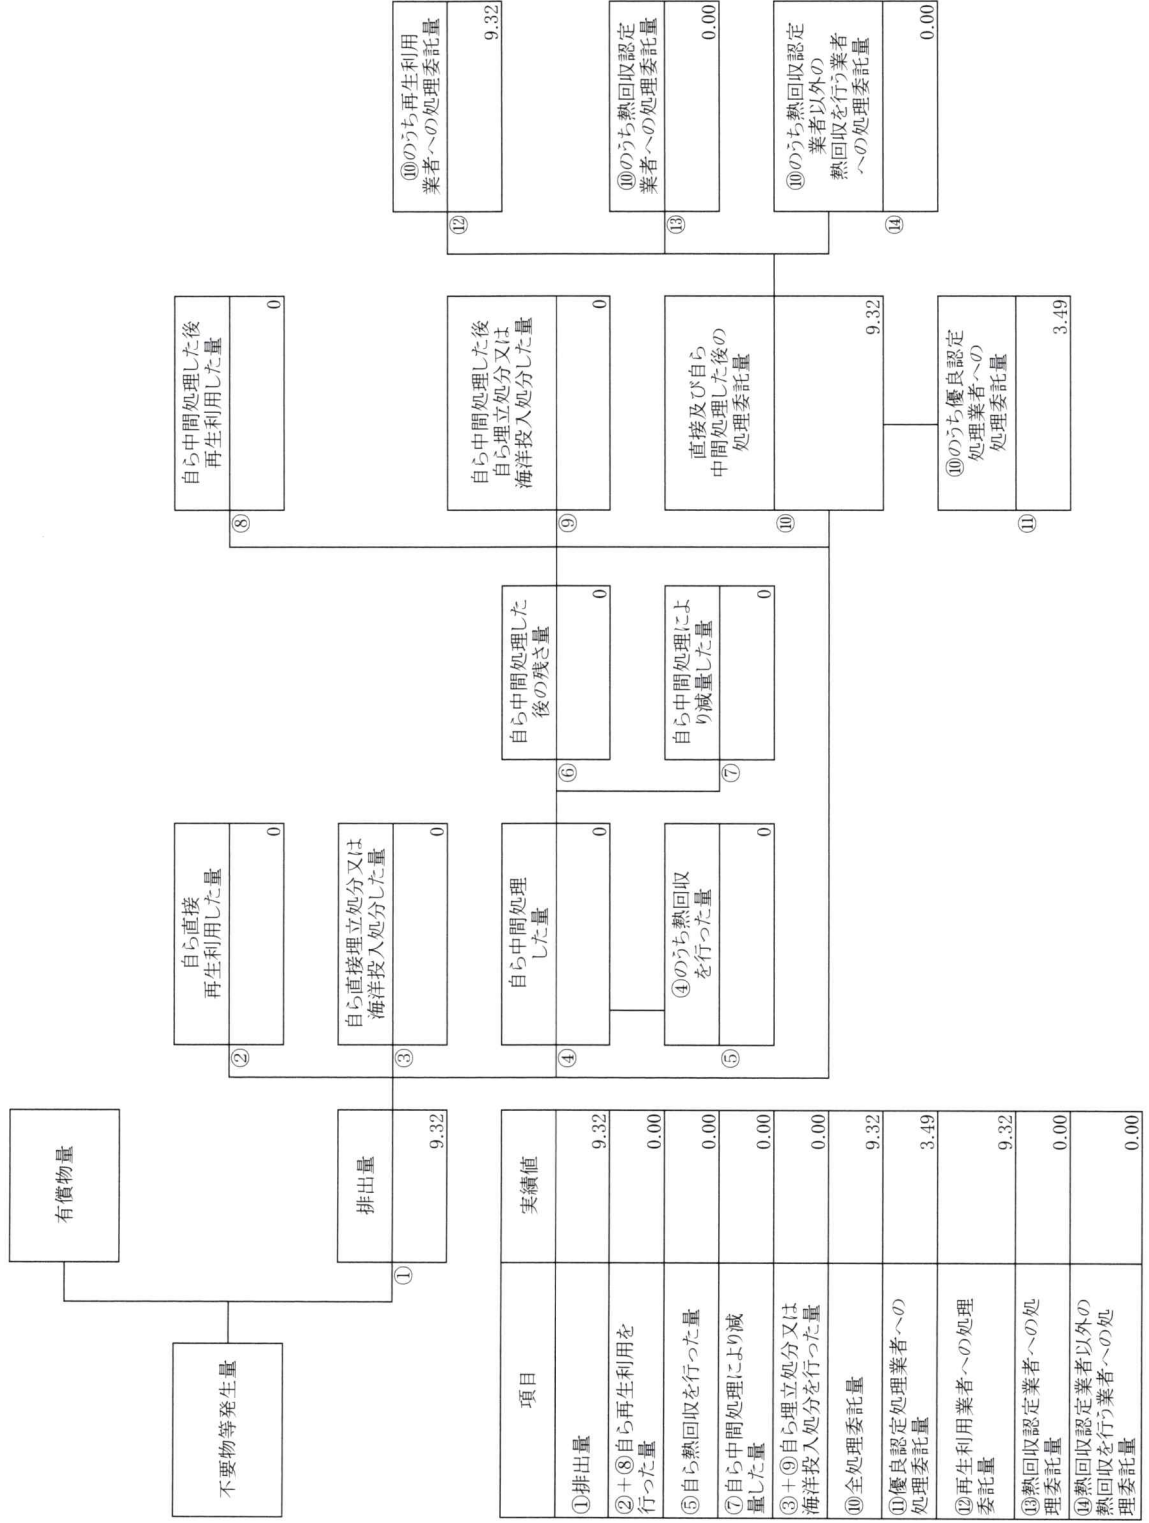 不要物等発生量
有償物量
①
排出量
9.32
②
自ら直接
再生利用した量
0
③
自ら直接埋立処分又は
海洋投入処分した量
0
④
自ら中間処理
した量
0
⑤
④のうち熱回収
を行った量
0
⑥
自ら中間処理した
後の残さ量
0
⑦
自ら中間処理によ
り減量した量
0
⑧
自ら中間処理した後
再生利用した量
0
⑨
自ら中間処理した後
自ら埋立処分又は
海洋投入処分した量
0
⑩
直接及び自ら
中間処理した後の
処理委託量
9.32
⑪
⑩のうち優良認定
処理業者への
処理委託量
3.49
⑫
⑩のうち再生利用
業者への処理委託量
9.32
⑬
⑩のうち熱回収認定
業者への処理委託量
0.00
⑭
⑩のうち熱回収認定
業者以外の
熱回収を行う業者
への処理委託量
0.00
項目 実績値
①排出量 9.32
②+⑧自ら再生利用を
行った量 0.00
⑤自ら熱回収を行った量 0.00
⑦自ら中間処理により減
量した量 0.00
③+⑨自ら埋立処分又は
海洋投入処分を行った量 0.00
⑩全処理委託量 9.32
⑪優良認定処理業者への
処理委託量 3.49
⑫再生利用業者への処理
委託量 9.32
⑬熱回収認定業者への処
理委託量 0.00
⑭熱回収認定業者以外の
熱回収を行う業者への処
理委託量 0.00